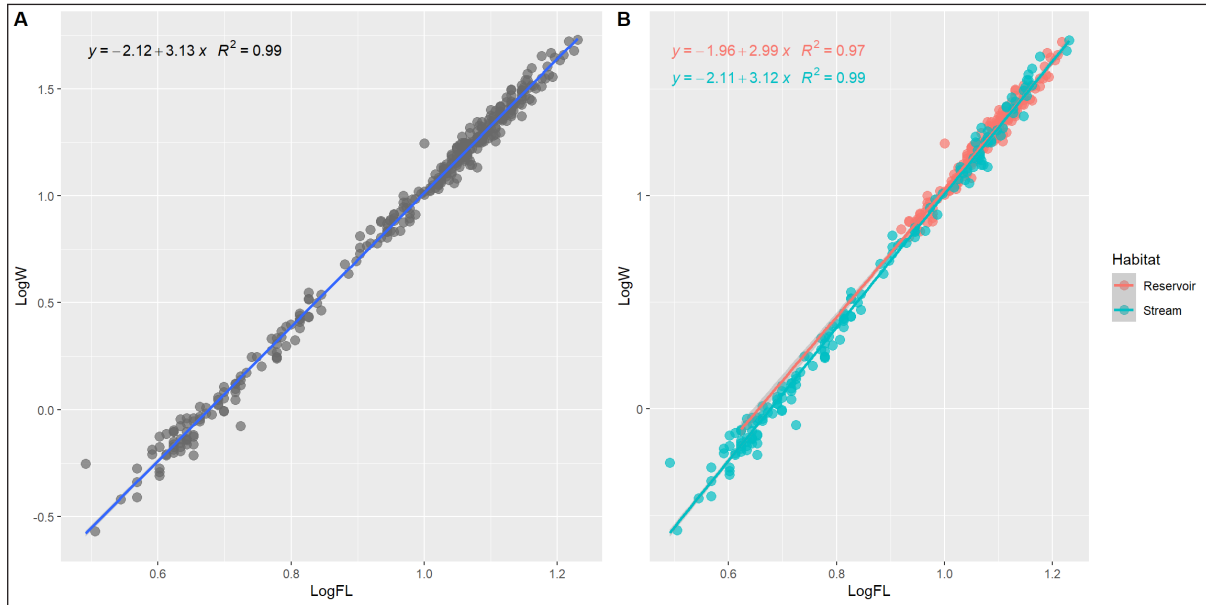 A
y = −2.12 + 3.13 x R² = 0.99
LogW
1.5
1.0
0.5
0.0
-0.5
0.6
0.8
1.0
1.2
LogFL
B
y = −1.96 + 2.99 x R² = 0.97
y = −2.11 + 3.12 x R² = 0.99
LogW
1
0
0.6
0.8
1.0
1.2
LogFL
Habitat
Reservoir
Stream